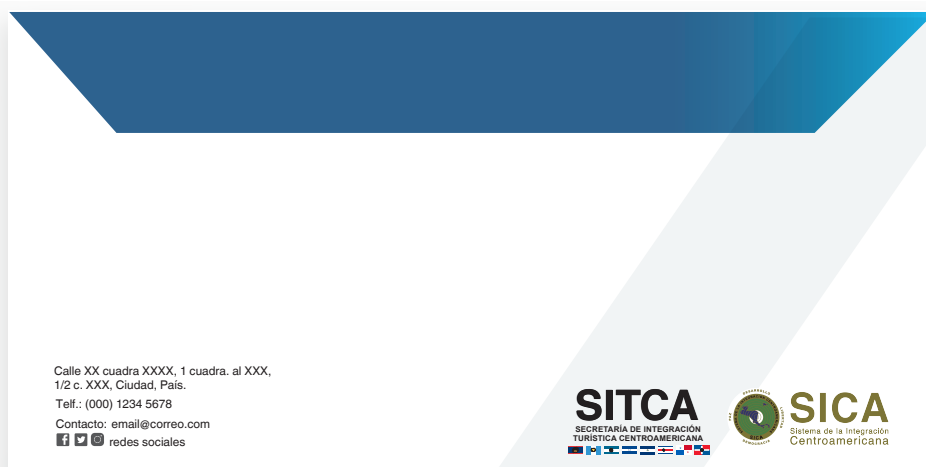 Calle XX cuadra XXXX, 1 cuadra. al XXX,
1/2 c. XXX, Ciudad, País.
Telf.: (000) 1234 5678
Contacto: email@correo.com
redes sociales
SITCA
SECRETARÍA DE INTEGRACIÓN
TURÍSTICA CENTROAMERICANA
SICA
SICA
Sistema de la Integración
Centroamericana